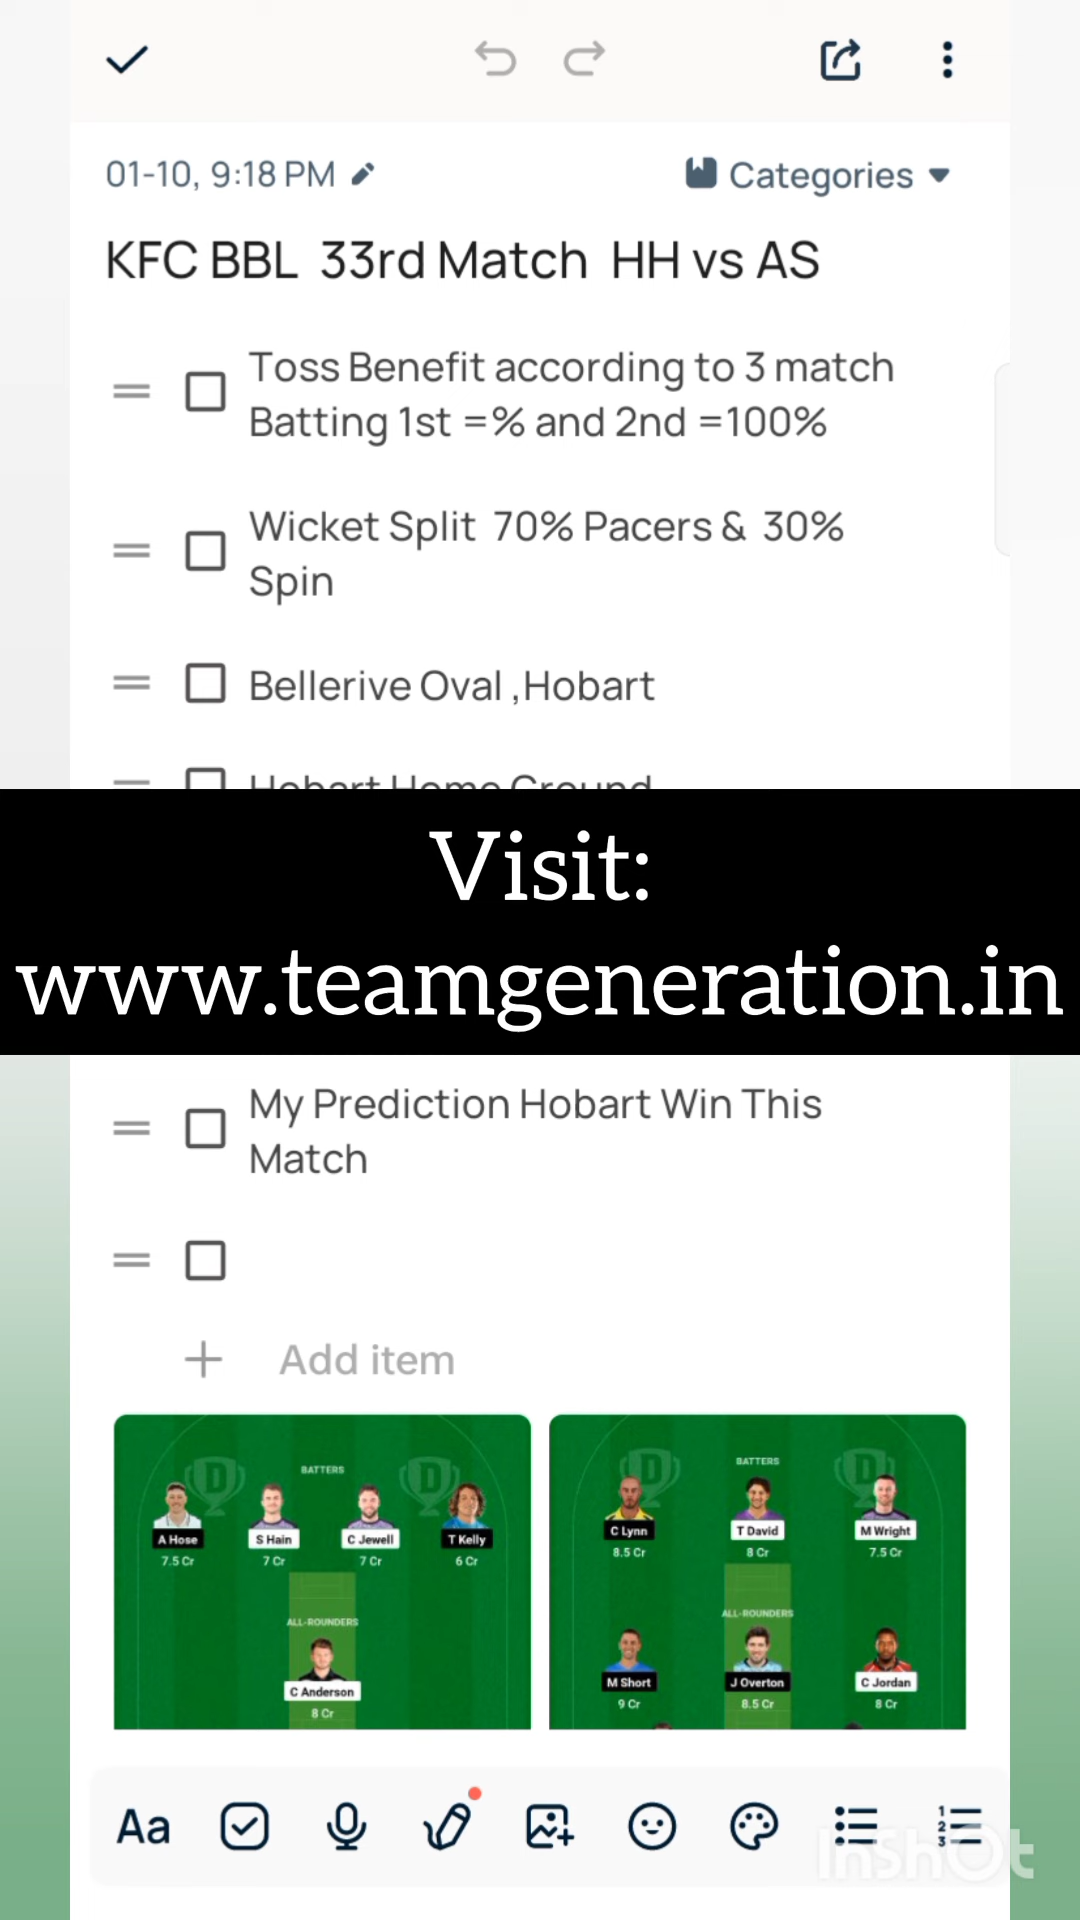 01-10, 9:18 PM
Categories
KFC BBL 33rd Match HH vs AS
Toss Benefit according to 3 match
Batting 1st =% and 2nd =100%
Wicket Split 70% Pacers & 30%
Spin
Bellerive Oval ,Hobart
Hobart Home Ground
Visit:
www.teamgeneration.in
My Prediction Hobart Win This
Match
Add item
BATTERS
A Hose
7.5 Cr
S Hain
7 Cr
C Jewell
7 Cr
T Kelly
6 Cr
ALL-ROUNDERS
C Anderson
8 Cr
BATTERS
C Lynn
8.5 Cr
T David
8 Cr
M Wright
7.5 Cr
ALL-ROUNDERS
M Short
9 Cr
J Overton
8.5 Cr
C Jordan
8 Cr
Aa
InShOt